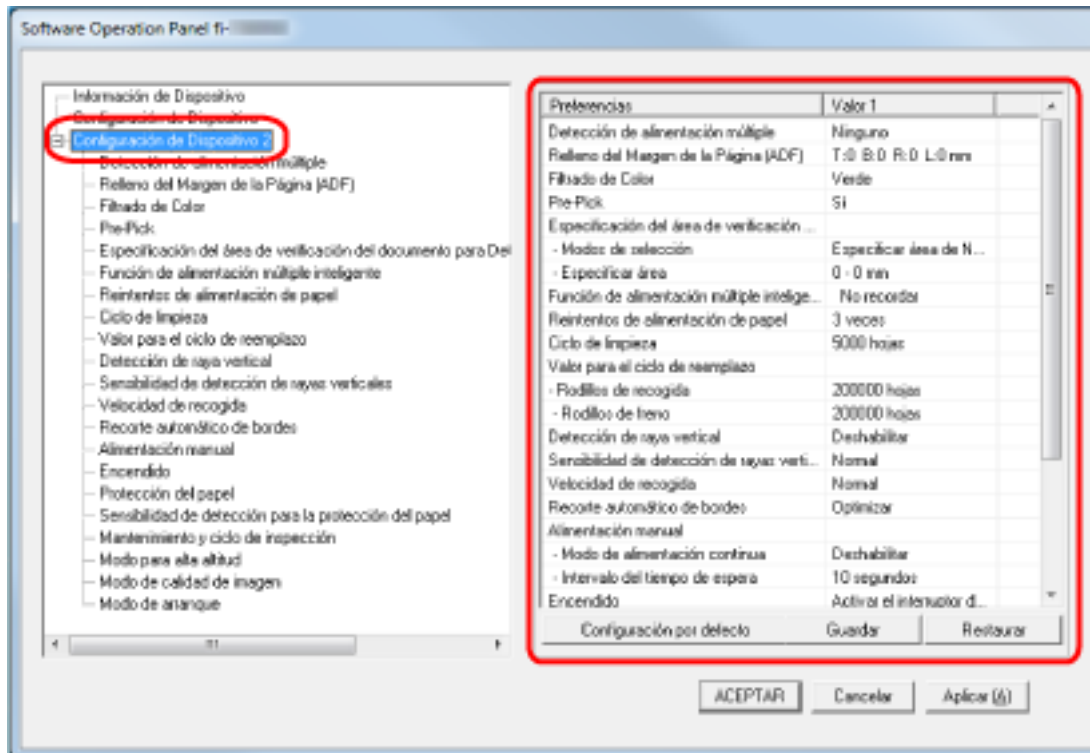 Software Operation Panel fi-
Información de Dispositivo
Configuración de Dispositivo
Configuración de Dispositivo 2
Detección de alimentación múltiple
Relleno del Margen de la Página (ADF)
Filtrado de Color
Pre-Pick
Especificación del área de verificación del documento para Det
Función de alimentación múltiple inteligente
Reintentos de alimentación de papel
Ciclo de limpieza
Valor para el ciclo de reemplazo
Detección de raya vertical
Sensibilidad de detección de rayas verticales
Velocidad de recogida
Recorte automático de bordes
Alimentación manual
Encendido
Protección del papel
Sensibilidad de detección para la protección del papel
Mantenimiento y ciclo de inspección
Modo para alta altitud
Modo de calidad de imagen
Modo de arranque
Preferencias Valor 1
Detección de alimentación múltiple Ninguno
Relleno del Margen de la Página (ADF) T:0 B:0 R:0 L:0 mm
Filtrado de Color Verde
Pre-Pick Sí
Especificación del área de verificación ...
- Modos de selección Especificar área de N...
- Especificar área 0 - 0 mm
Función de alimentación múltiple intelige... No recordar
Reintentos de alimentación de papel 3 veces
Ciclo de limpieza 5000 hojas
Valor para el ciclo de reemplazo
- Rodillos de recogida 200000 hojas
- Rodillos de freno 200000 hojas
Detección de raya vertical Deshabilitar
Sensibilidad de detección de rayas verti... Normal
Velocidad de recogida Normal
Recorte automático de bordes Optimizar
Alimentación manual
- Modo de alimentación continua Deshabilitar
- Intervalo del tiempo de espera 10 segundos
Encendido Activar el interruptor d...
Configuración por defecto Guardar Restaurar
ACEPTAR Cancelar Aplicar (A)